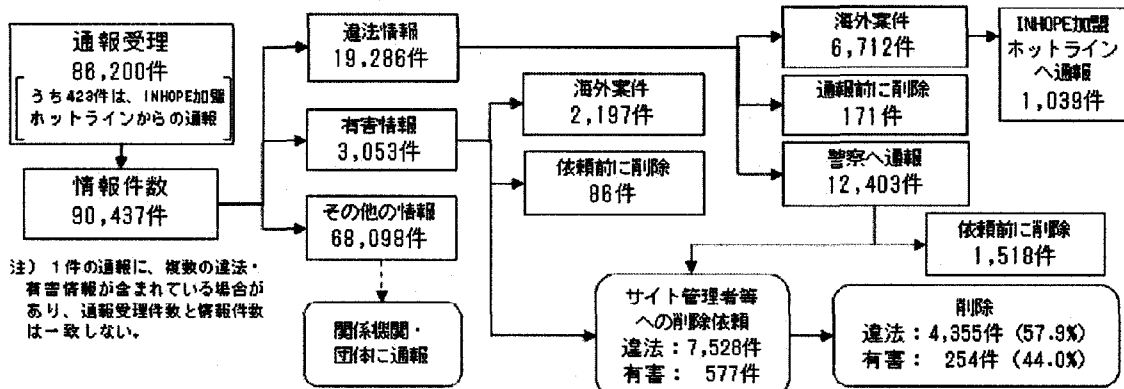 通報受理
86,200件
うち423件は、INHOPE加盟
ホットラインからの通報
情報件数
90,437件
注） 1件の通報に、複数の違法・
有害情報が含まれている場合が
あり、通報受理件数と情報件数
は一致しない。
違法情報
19,286件
有害情報
3,053件
その他の情報
68,098件
関係機関・
団体に通報
海外案件
2,197件
依頼前に削除
86件
海外案件
6,712件
通報前に削除
171件
警察へ通報
12,403件
INHOPE加盟
ホットライン
へ通報
1,039件
依頼前に削除
1,518件
サイト管理者等
への削除依頼
違法：7,528件
有害： 577件
削除
違法：4,355件 (57.9%)
有害： 254件 (44.0%)